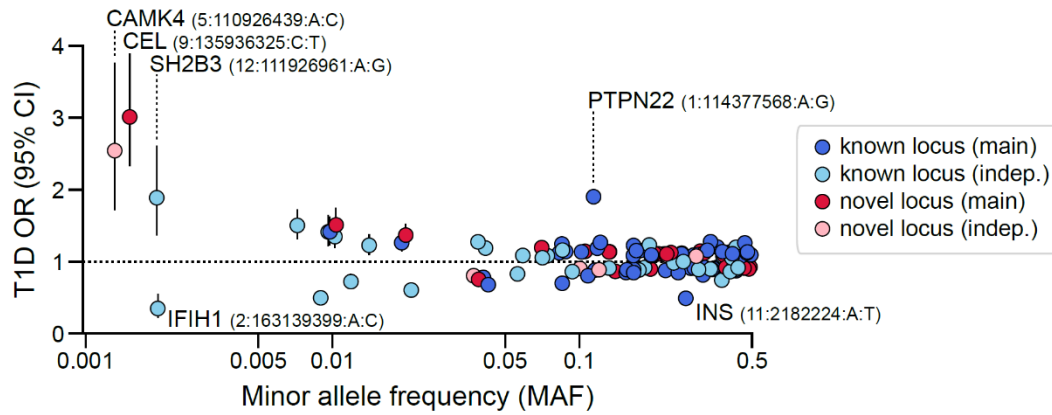 CAMK4 (5:110926439:A:C)
CEL (9:135936325:C:T)
SH2B3 (12:111926961:A:G)
PTPN22 (1:114377568:A:G)
IFIH1 (2:163139399:A:C)
INS (11:2182224:A:T)
T1D OR (95% CI)
4
3
2
1
0
0.001
0.005
0.01
0.05
0.1
0.5
Minor allele frequency (MAF)
known locus (main)
known locus (indep.)
novel locus (main)
novel locus (indep.)